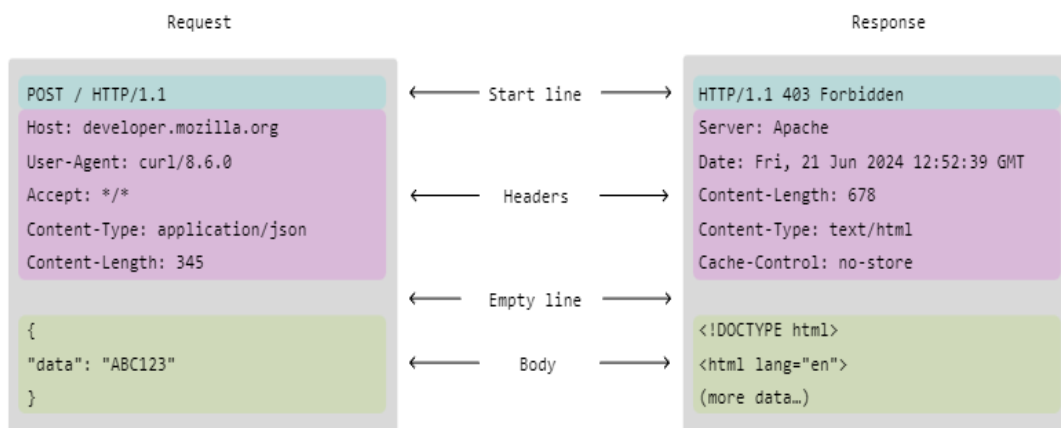 Request
Response
POST / HTTP/1.1
Start line
HTTP/1.1 403 Forbidden
Host: developer.mozilla.org
User-Agent: curl/8.6.0
Accept: */*
Content-Type: application/json
Content-Length: 345
Headers
Server: Apache
Date: Fri, 21 Jun 2024 12:52:39 GMT
Content-Length: 678
Content-Type: text/html
Cache-Control: no-store
Empty line
{
"data": "ABC123"
}
Body
<!DOCTYPE html>
<html lang="en">
(more data…)